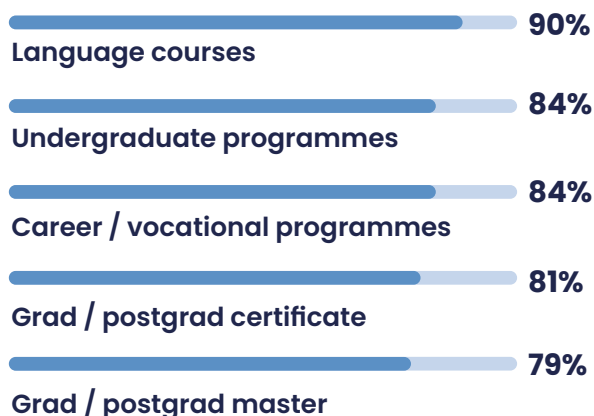 90%
Language courses
84%
Undergraduate programmes
84%
Career / vocational programmes
81%
Grad / postgrad certificate
79%
Grad / postgrad master